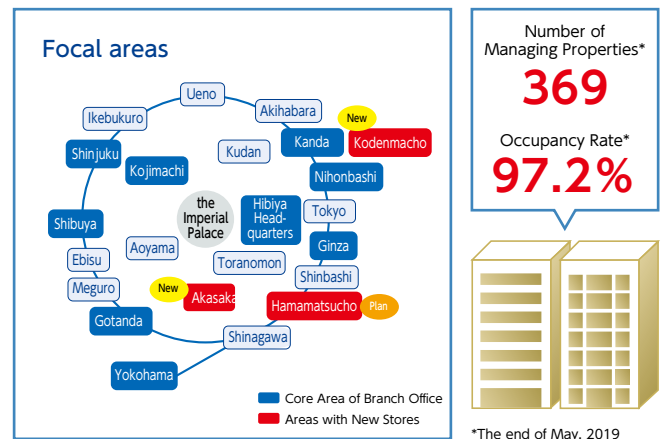 Focal areas
Ueno
Ikebukuro
Akihabara
New
Kanda
Kodenmacho
Shinjuku
Kudan
Kojimachi
Nihonbashi
the
Imperial
Palace
Hibiya
Head-
quarters
Tokyo
Shibuya
Aoyama
Ginza
Ebisu
Toranomon
Shinbashi
Meguro
New
Akasaka
Hamamatsucho
Plan
Gotanda
Shinagawa
Yokohama
Core Area of Branch Office
Areas with New Stores
Number of
Managing Properties*
369
Occupancy Rate*
97.2%
*The end of May, 2019